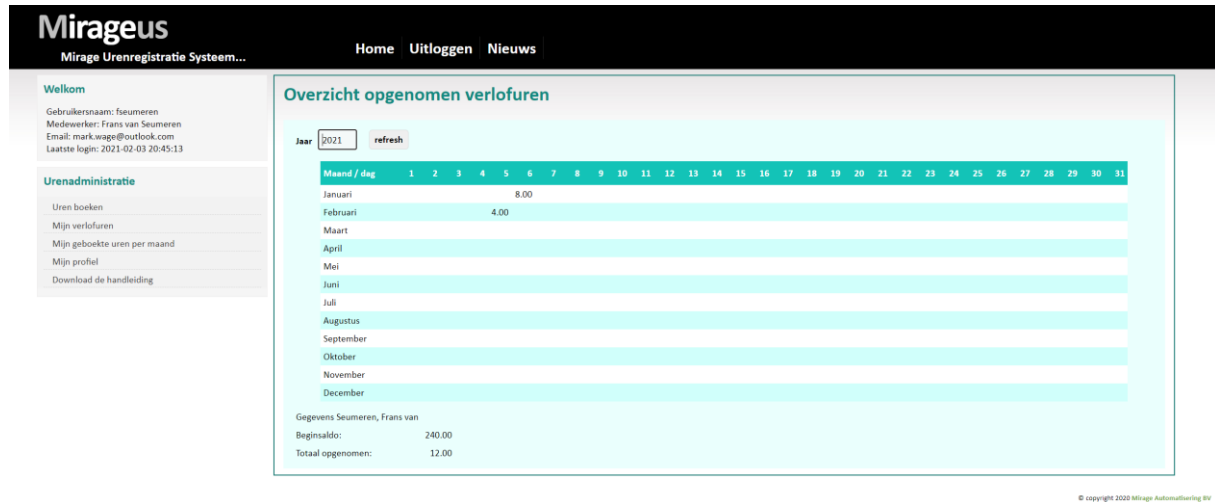 Mirageus
Mirage Urenregistratie Systeem...
Home Uitloggen Nieuws
Welkom
Gebruikersnaam: fseumeren
Medewerker: Frans van Seumeren
Email: mark.wage@outlook.com
Laatste login: 2021-02-03 20:45:13
Urenadministratie
Uren boeken
Mijn verlofuren
Mijn geboekte uren per maand
Mijn profiel
Download de handleiding
Overzicht opgenomen verlofuren
Jaar 2021 refresh
Maand / dag 1 2 3 4 5 6 7 8 9 10 11 12 13 14 15 16 17 18 19 20 21 22 23 24 25 26 27 28 29 30 31
Januari 8.00
Februari 4.00
Maart
April
Mei
Juni
Juli
Augustus
September
Oktober
November
December
Gegevens Seumeren, Frans van
Beginsaldo: 240.00
Totaal opgenomen: 12.00
© copyright 2020 Mirage Automatisering BV